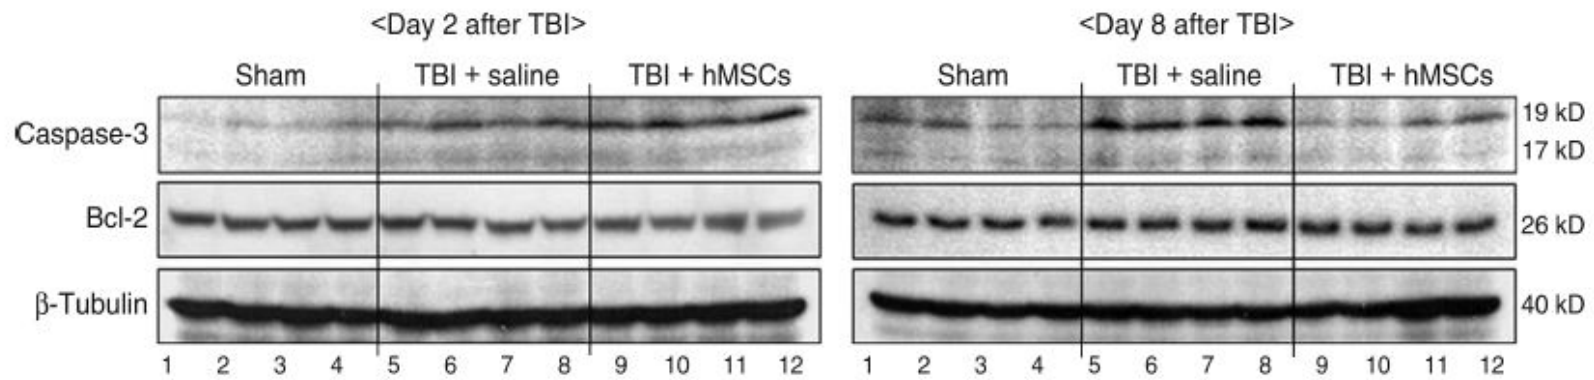 <Day 2 after TBI> <Day 8 after TBI>
Sham TBI + saline TBI + hMSCs Sham TBI + saline TBI + hMSCs
Caspase-3 19 kD
17 kD
Bcl-2 26 kD
β-Tubulin 40 kD
1 2 3 4 5 6 7 8 9 10 11 12 1 2 3 4 5 6 7 8 9 10 11 12